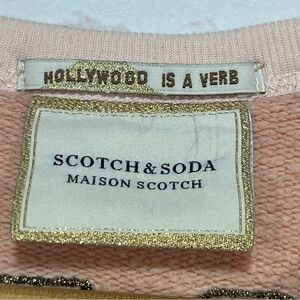 HOLLYWOOD IS A VERB
SCOTCH & SODA
MAISON SCOTCH